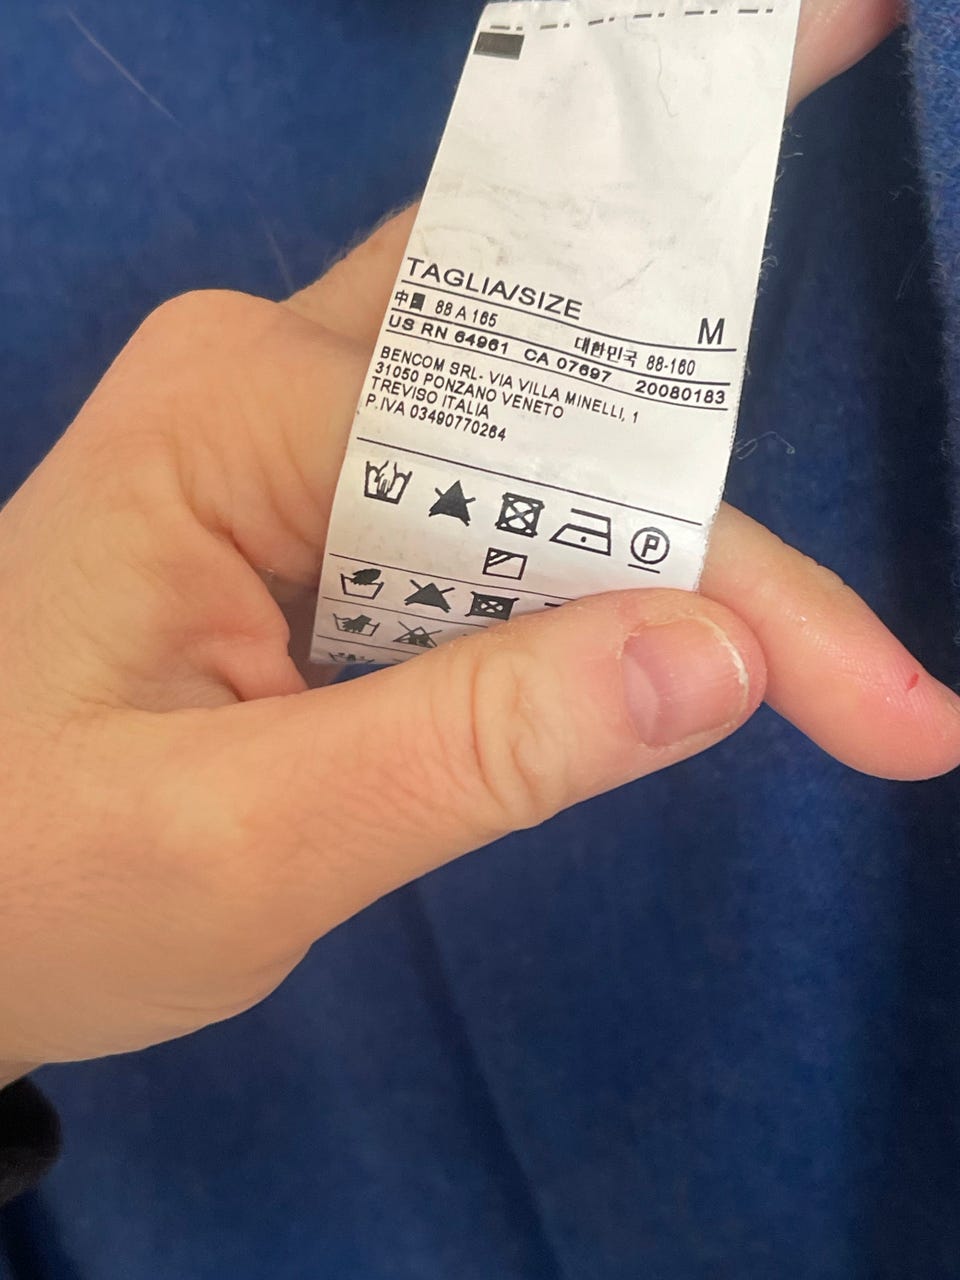 TAGLIA/SIZE M
中国 88 A 165 대한민국 88-160
US RN 64961 CA 07697 20080183
BENCOM SRL- VIA VILLA MINELLI, 1
31050 PONZANO VENETO
TREVISO ITALIA
P.IVA 03490770264
P